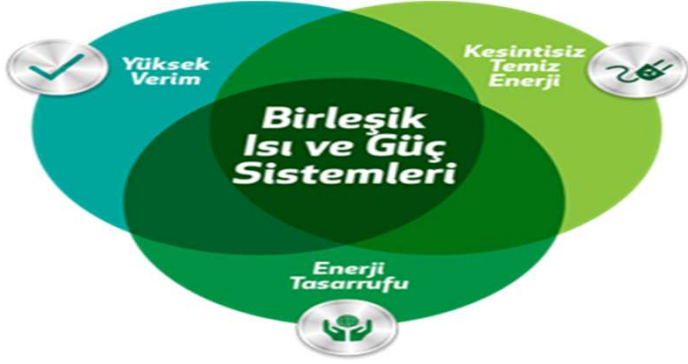 Yüksek
Verim
Kesintisiz
Temiz
Enerji
Birleşik
Isı ve Güç
Sistemleri
Enerji
Tasarrufu